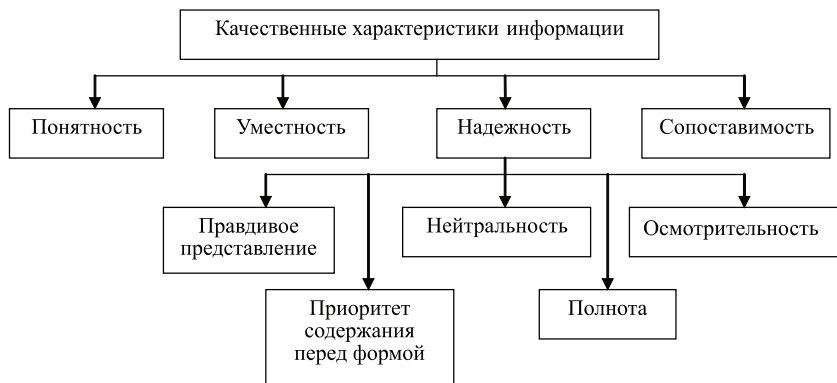 Качественные характеристики информации
Понятность
Уместность
Надежность
Сопоставимость
Правдивое
представление
Нейтральность
Осмотрительность
Приоритет
содержания
перед формой
Полнота